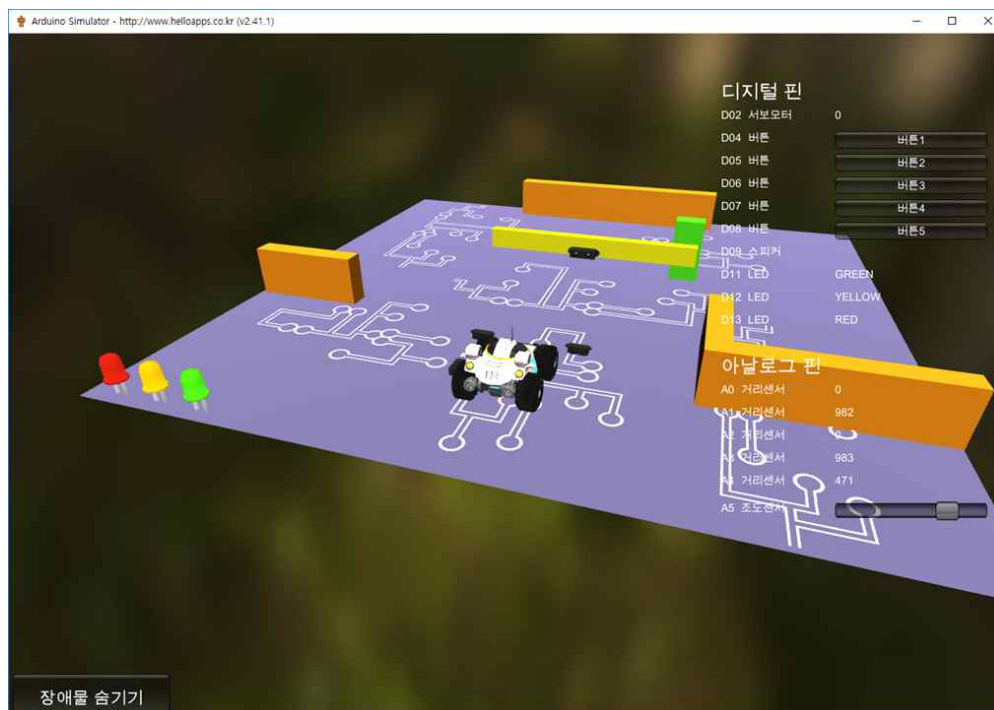 Arduino Simulator - http://www.helloapps.co.kr (v2.41.1)
디지털 핀
D02 서보모터 0
D04 버튼 버튼1
D05 버튼 버튼2
D06 버튼 버튼3
D07 버튼 버튼4
D08 버튼 버튼5
D09 스피커
D11 LED GREEN
D12 LED YELLOW
D13 LED RED
아날로그 핀
A0 거리센서 0
A1 거리센서 982
A2 거리센서 0
A3 거리센서 983
A4 거리센서 471
A5 조도센서
장애물 숨기기